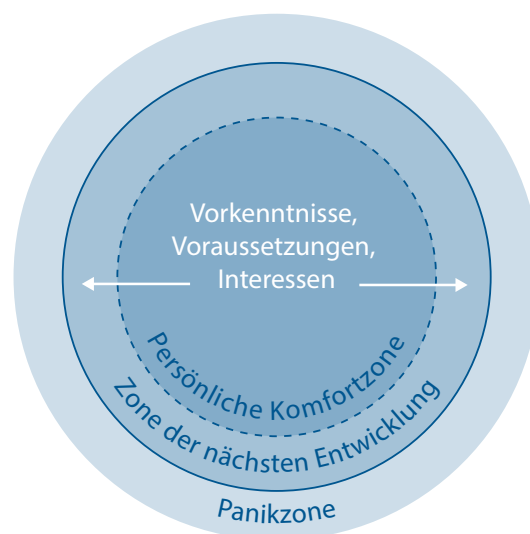 Vorkenntnisse,
Voraussetzungen,
Interessen
Persönliche Komfortzone
Zone der nächsten Entwicklung
Panikzone